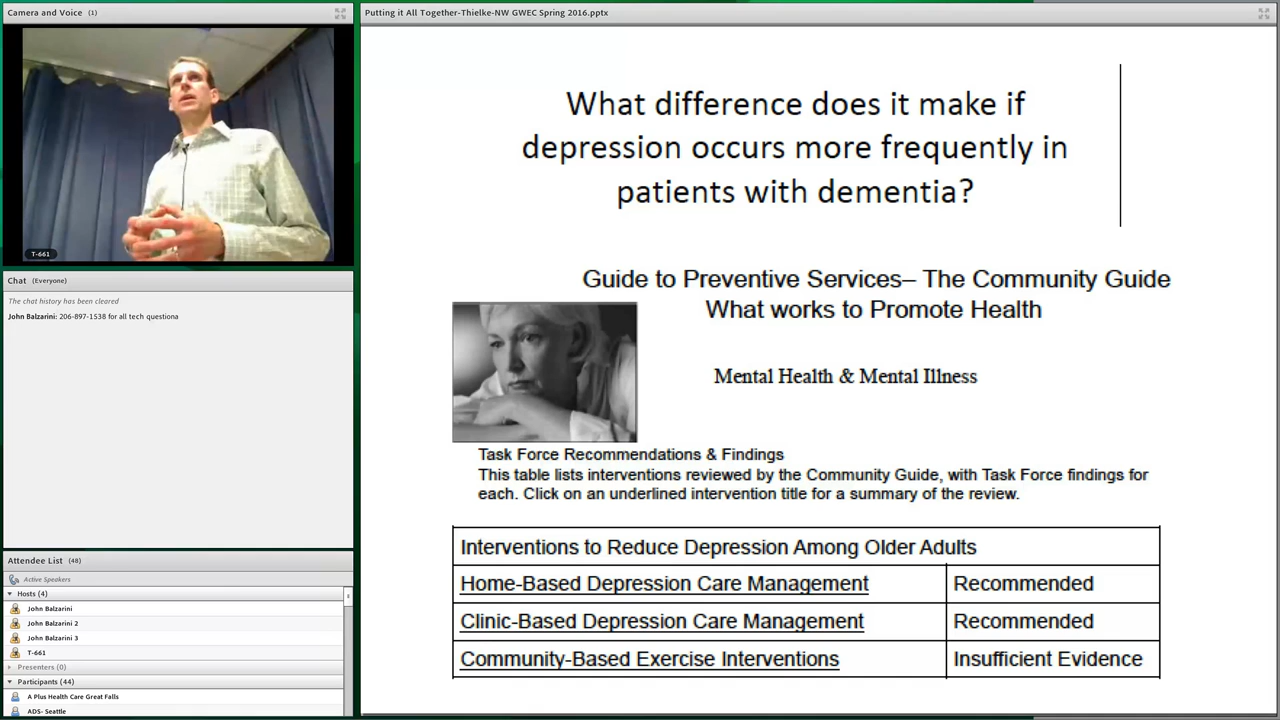 Camera and Voice (1)
T-661
Chat (Everyone)
The chat history has been cleared
John Balzarini: 206-897-1538 for all tech questiona
Attendee List (48)
Active Speakers
Hosts (4)
John Balzarini
John Balzarini 2
John Balzarini 3
T-661
Presenters (0)
Participants (44)
A Plus Health Care Great Falls
ADS- Seattle
Putting it All Together-Thielke-NW GWEC Spring 2016.pptx
What difference does it make if
depression occurs more frequently in
patients with dementia?
Guide to Preventive Services– The Community Guide
What works to Promote Health
Mental Health & Mental Illness
Task Force Recommendations & Findings
This table lists interventions reviewed by the Community Guide, with Task Force findings for
each. Click on an underlined intervention title for a summary of the review.
Interventions to Reduce Depression Among Older Adults
Home-Based Depression Care Management Recommended
Clinic-Based Depression Care Management Recommended
Community-Based Exercise Interventions Insufficient Evidence